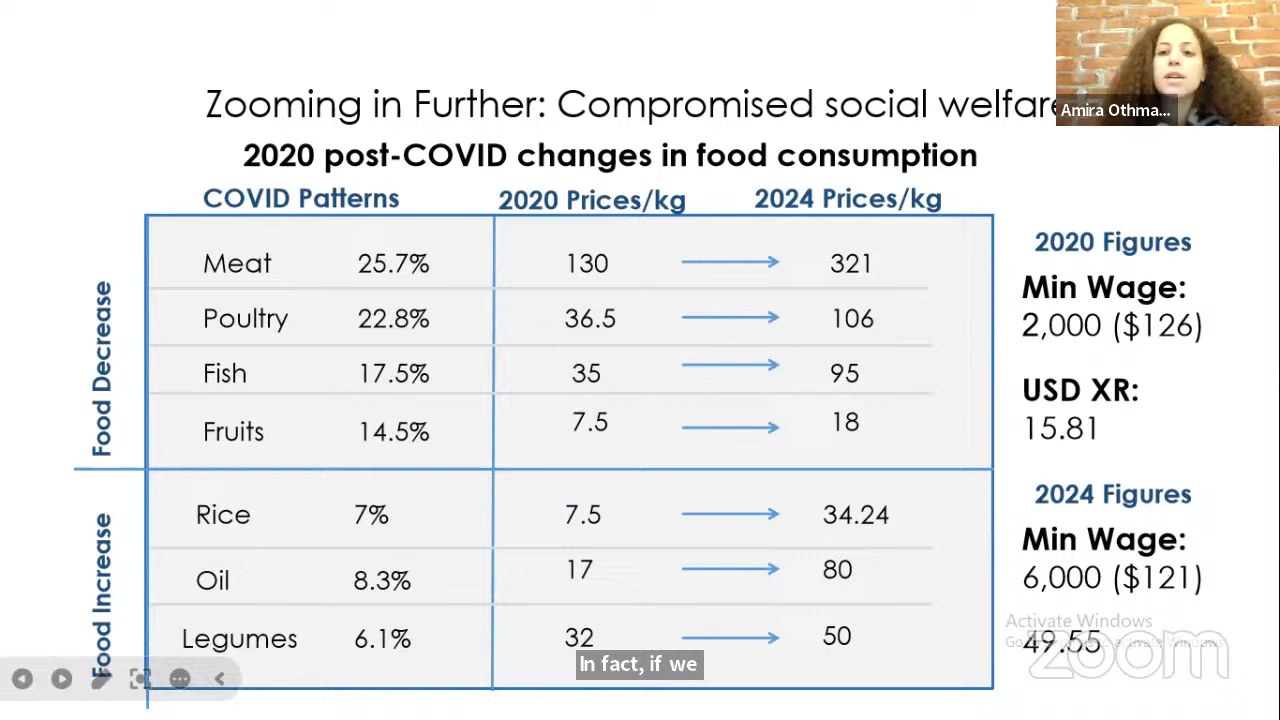 Amira Othma...
Zooming in Further: Compromised social welfare
2020 post-COVID changes in food consumption
COVID Patterns 2020 Prices/kg 2024 Prices/kg
Food Decrease
Meat 25.7% 130 321
Poultry 22.8% 36.5 106
Fish 17.5% 35 95
Fruits 14.5% 7.5 18
Food Increase
Rice 7% 7.5 34.24
Oil 8.3% 17 80
Legumes 6.1% 32 50
2020 Figures
Min Wage:
2,000 ($126)
USD XR:
15.81
2024 Figures
Min Wage:
6,000 ($121)
49.55
Activate Windows
zoom
In fact, if we